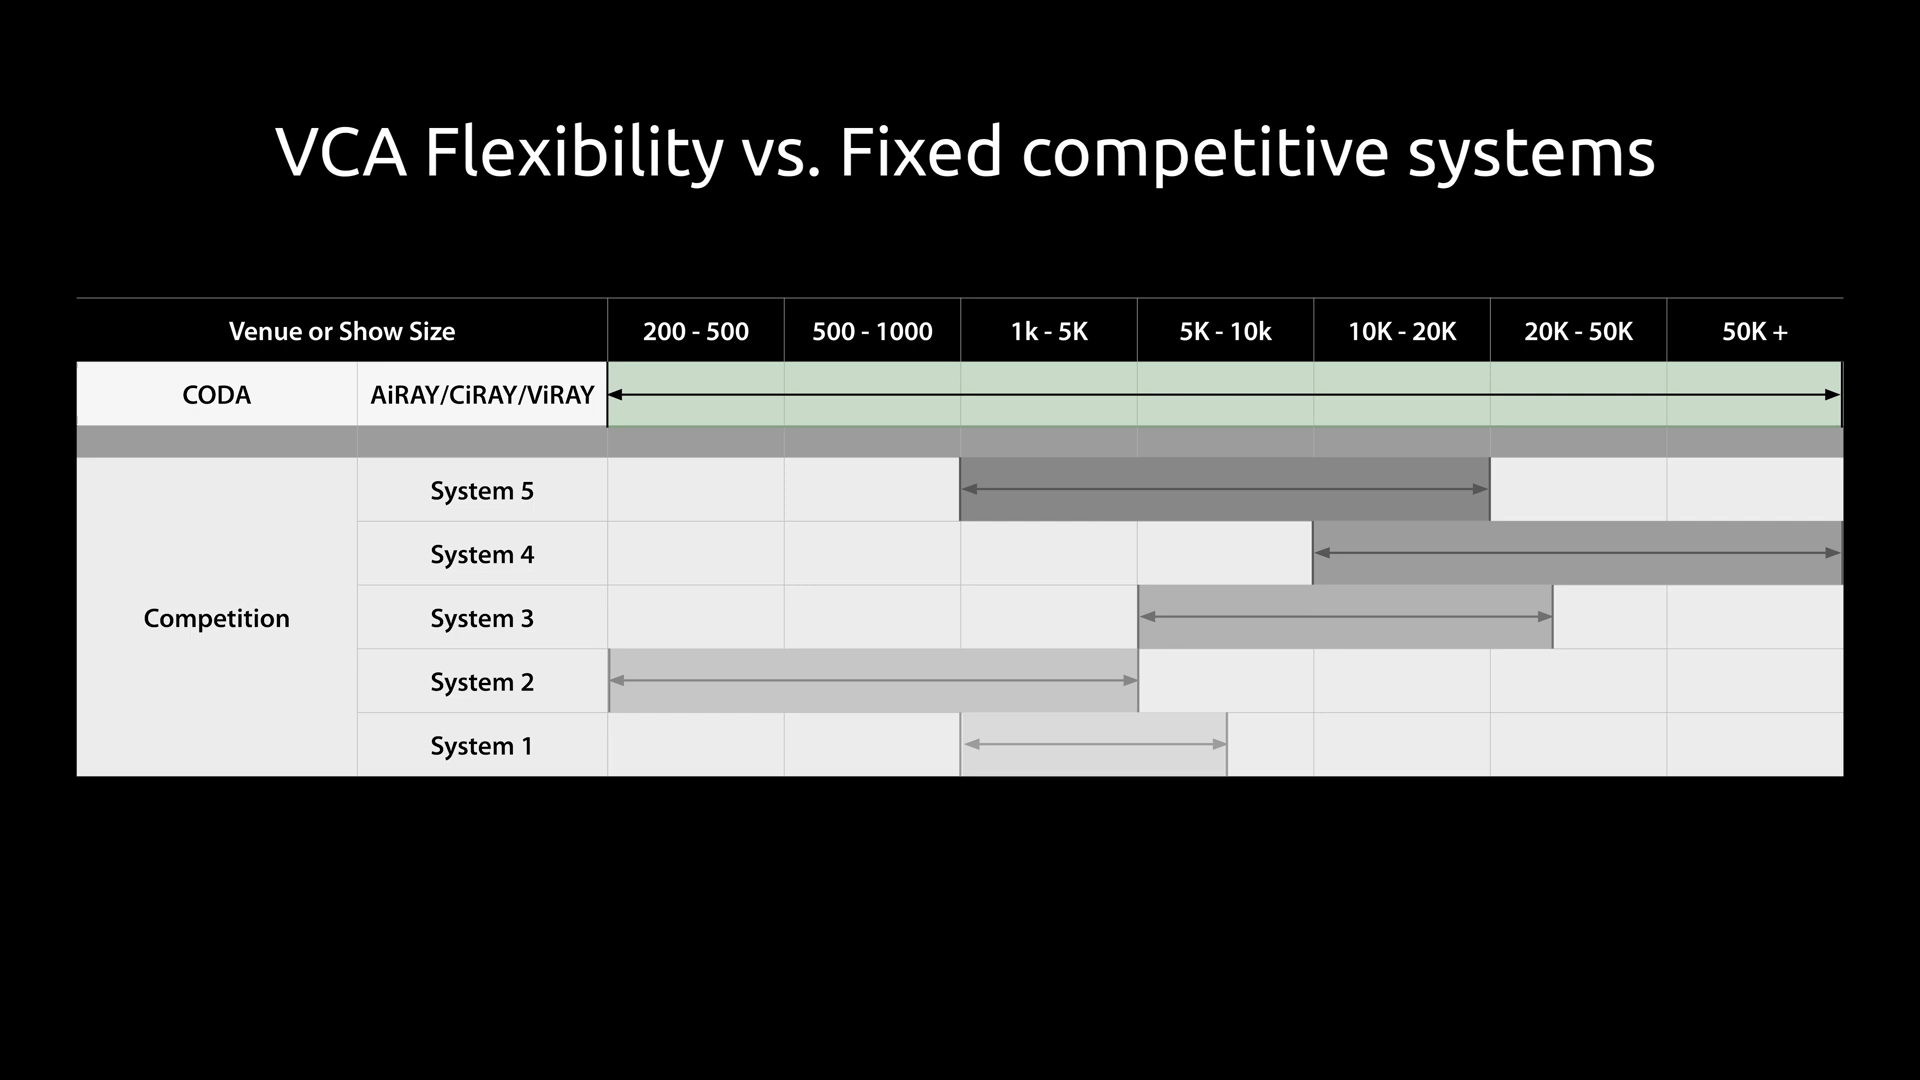 VCA Flexibility vs. Fixed competitive systems
Venue or Show Size 200 - 500 500 - 1000 1k - 5K 5K - 10k 10K - 20K 20K - 50K 50K +
CODA AiRAY/CiRAY/ViRAY
System 5
System 4
Competition System 3
System 2
System 1